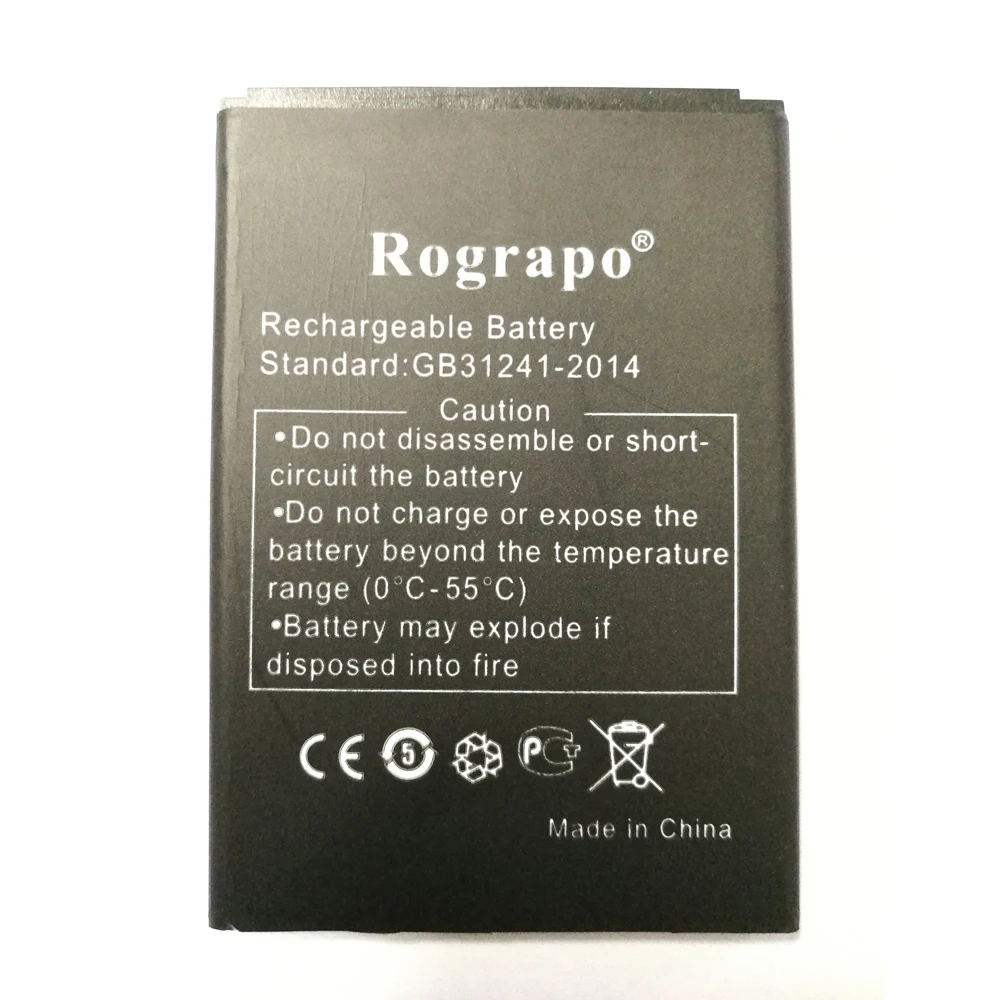 Rograpo®
Rechargeable Battery
Standard:GB31241-2014
Caution
•Do not disassemble or short-
circuit the battery
•Do not charge or expose the
battery beyond the temperature
range (0°C-55°C)
•Battery may explode if
disposed into fire
CE 5 PCT
Made in China